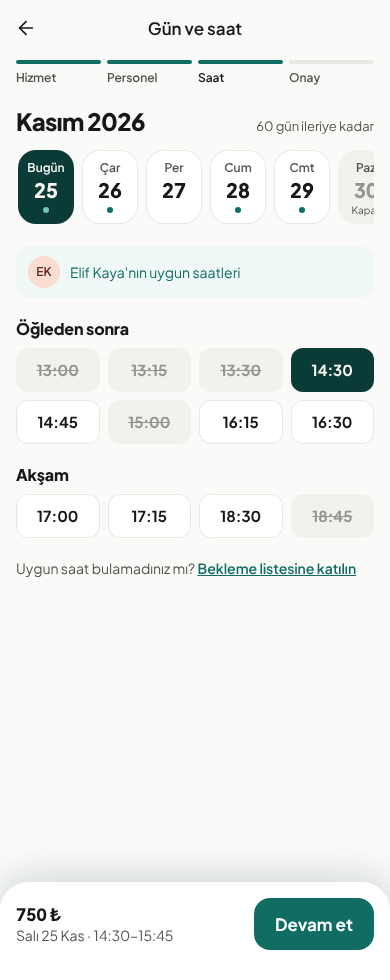 Gün ve saat
Hizmet Personel Saat Onay
Kasım 2026
60 gün ileriye kadar
Bugün Çar Per Cum Cmt Paz
25 26 27 28 29 30
Kapa
EK Elif Kaya'nın uygun saatleri
Öğleden sonra
13:00 13:15 13:30 14:30
14:45 15:00 16:15 16:30
Akşam
17:00 17:15 18:30 18:45
Uygun saat bulamadınız mı? Bekleme listesine katılın
750 ₺
Salı 25 Kas · 14:30–15:45
Devam et